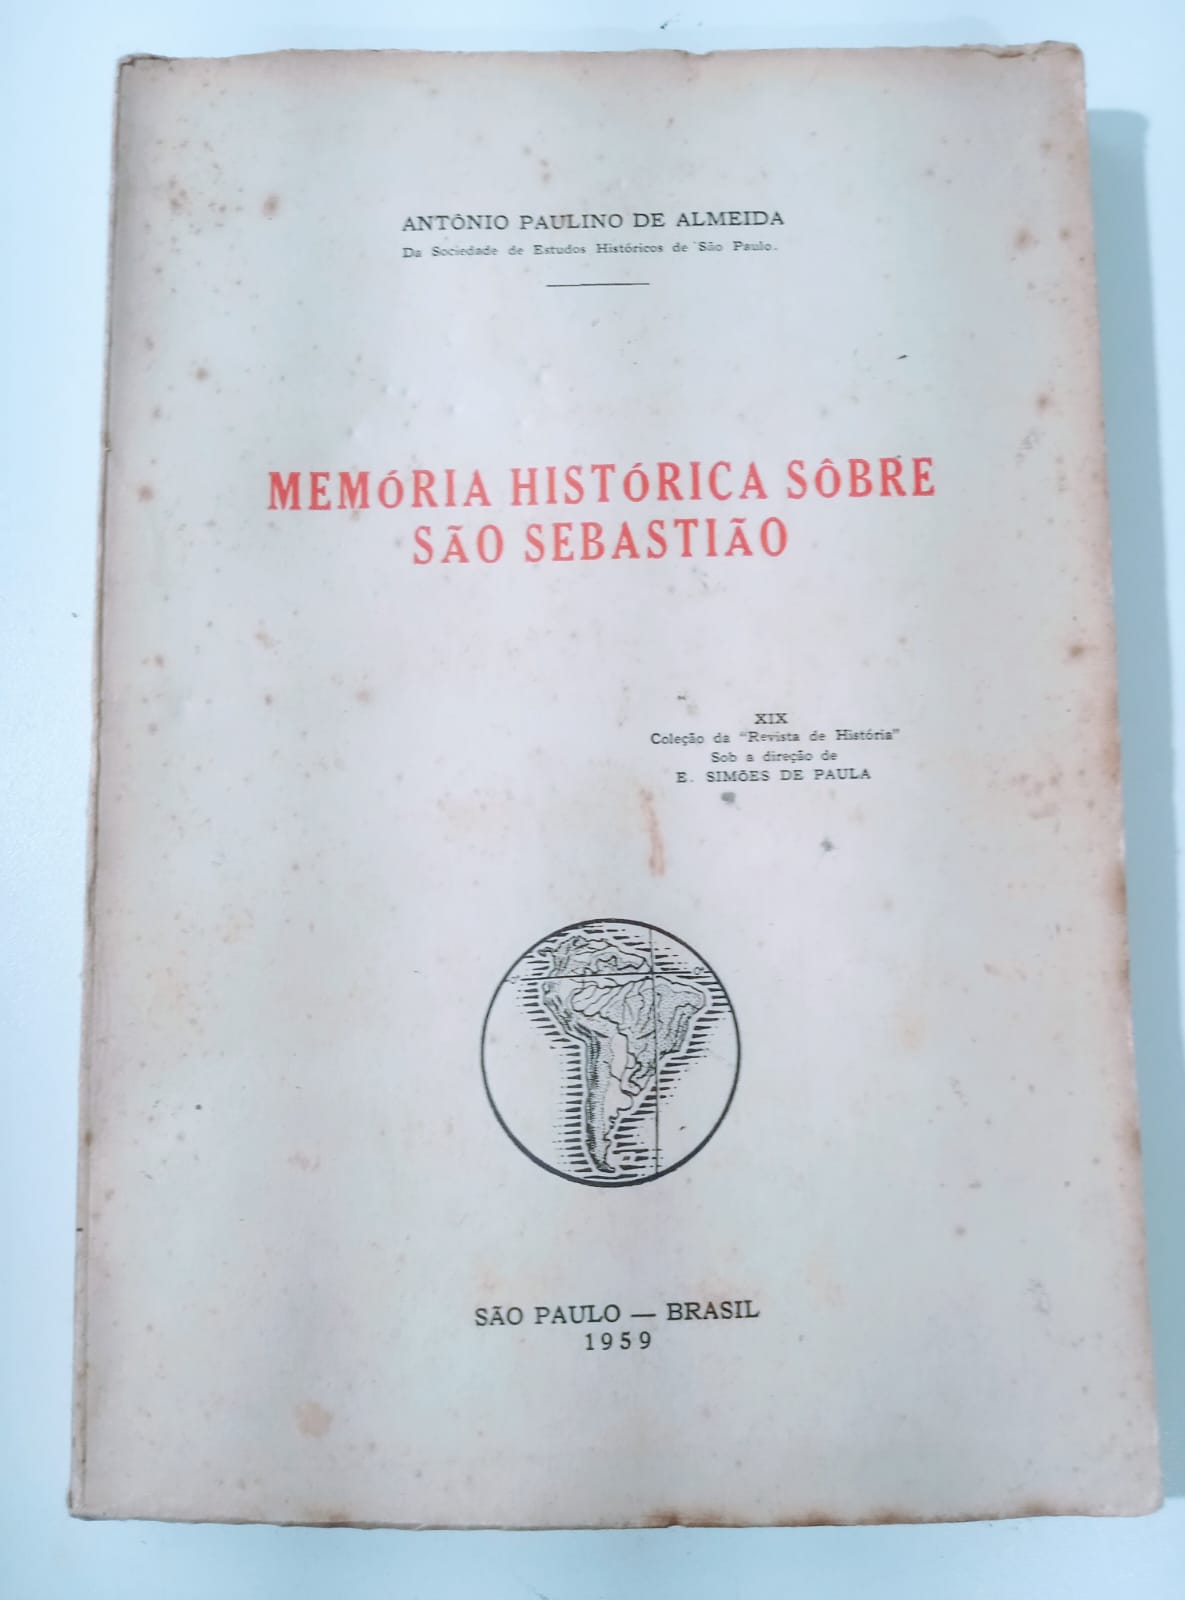 ANTÔNIO PAULINO DE ALMEIDA
Da Sociedade de Estudos Históricos de São Paulo.
MEMÓRIA HISTÓRICA SÔBRE
SÃO SEBASTIÃO
XIX
Coleção da "Revista de História"
Sob a direção de
E. SIMÕES DE PAULA
SÃO PAULO — BRASIL
1959